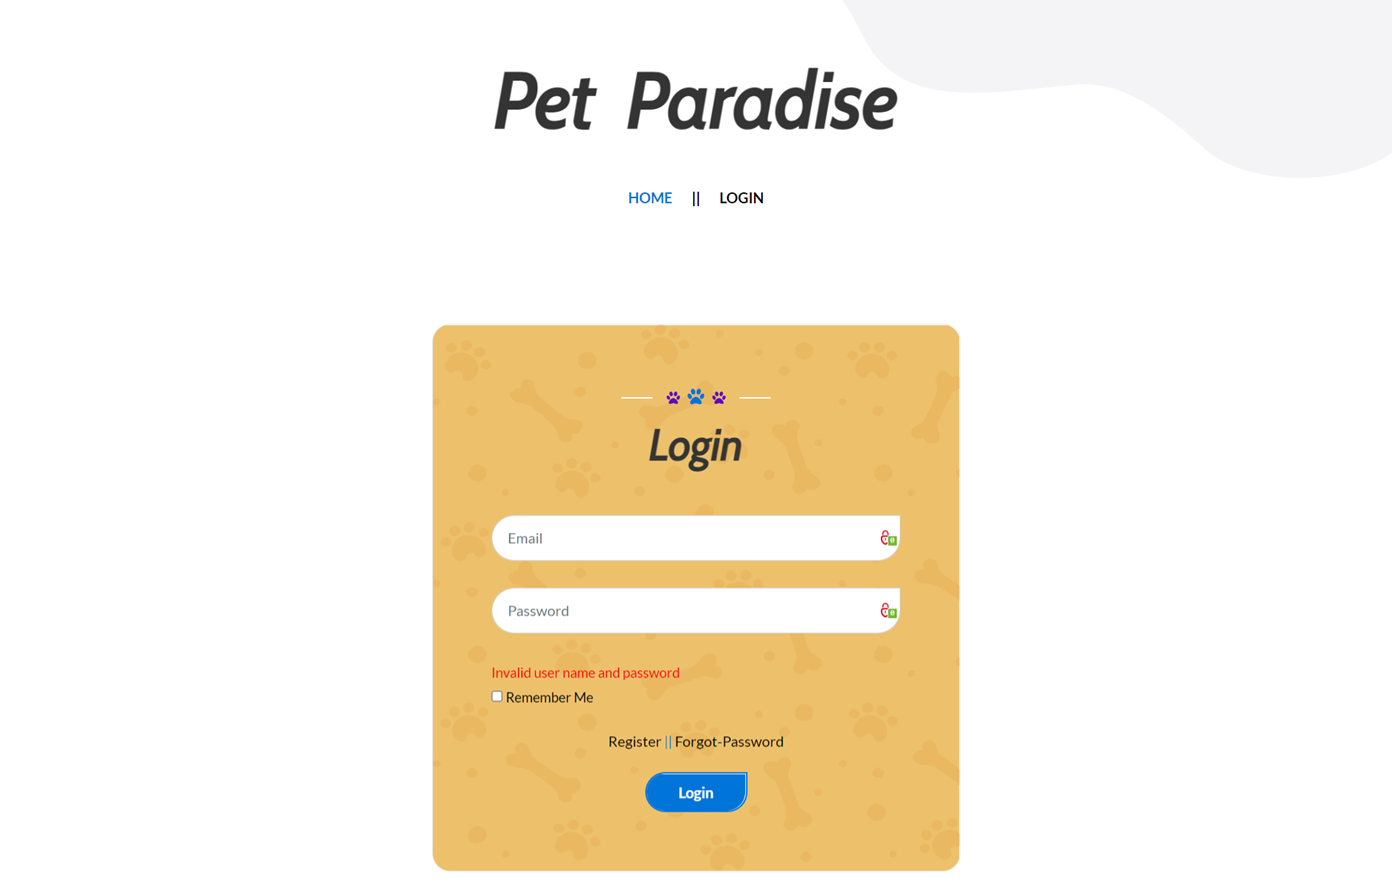 Pet Paradise
HOME || LOGIN
Login
Email
Password
Invalid user name and password
Remember Me
Register || Forgot-Password
Login